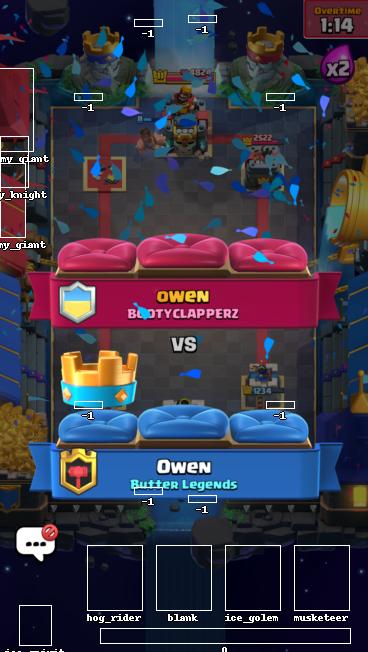 OVERTIME
1:14
x2
-1
-1
4824
-1
-1
2522
my_giant
y_knight
my_giant
Owen
BOOTYCLAPPERZ
VS
1234
-1
-1
Owen
Butter Legends
-1
-1
hog_rider
blank
ice_golem
musketeer
0